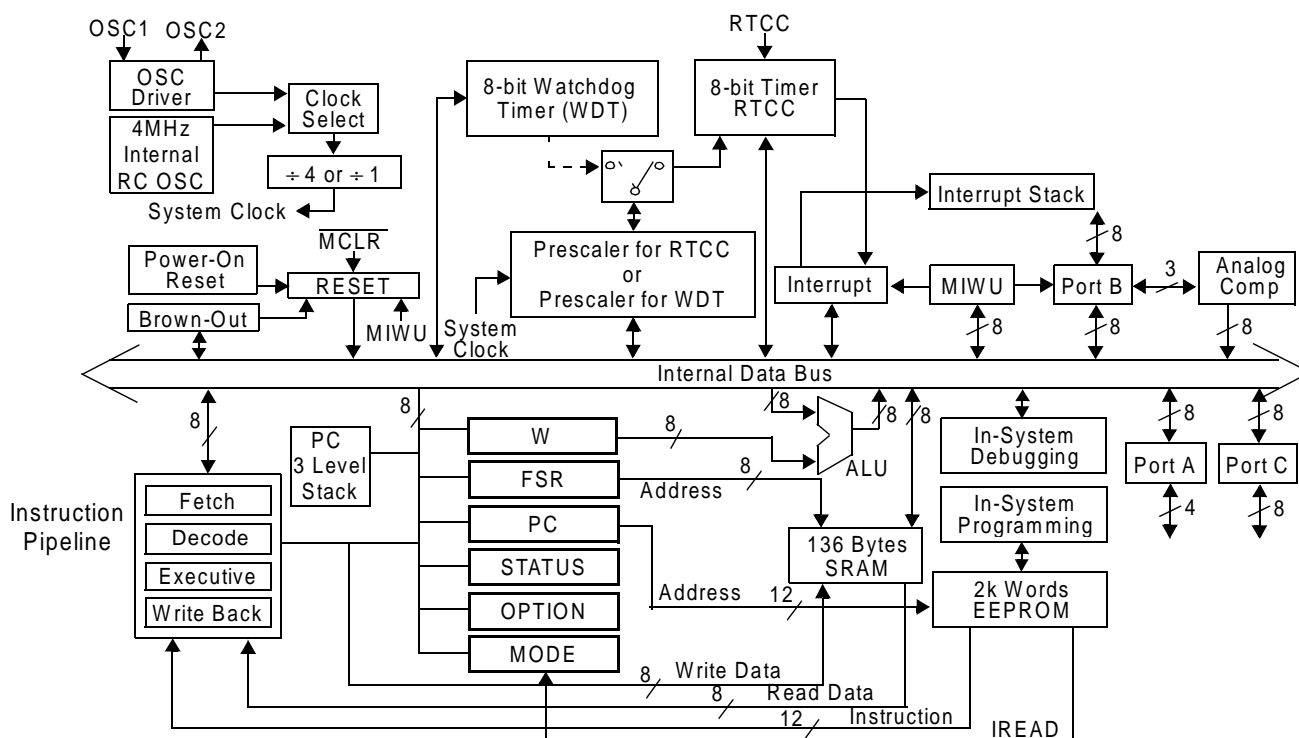 OSC1
OSC2
RTCC
OSC
Driver
Clock
Select
4MHz
Internal
RC OSC
÷ 4 or ÷ 1
System Clock
8-bit Watchdog
Timer (WDT)
8-bit Timer
RTCC
Interrupt Stack
8
MCLR
Power-On
Reset
RESET
Brown-Out
MIWU
System
Clock
Prescaler for RTCC
or
Prescaler for WDT
Interrupt
MIWU
Port B
3
Analog
Comp
8
8
8
Internal Data Bus
8
8
8
8
8
8
8
PC
3 Level
Stack
W
8
ALU
In-System
Debugging
Port A
Port C
Instruction
Pipeline
Fetch
Decode
Executive
Write Back
FSR
8
Address
PC
STATUS
OPTION
MODE
In-System
Programming
4
8
136 Bytes
SRAM
Address
12
2k Words
EEPROM
8
Write Data
8
Read Data
12
Instruction
IREAD